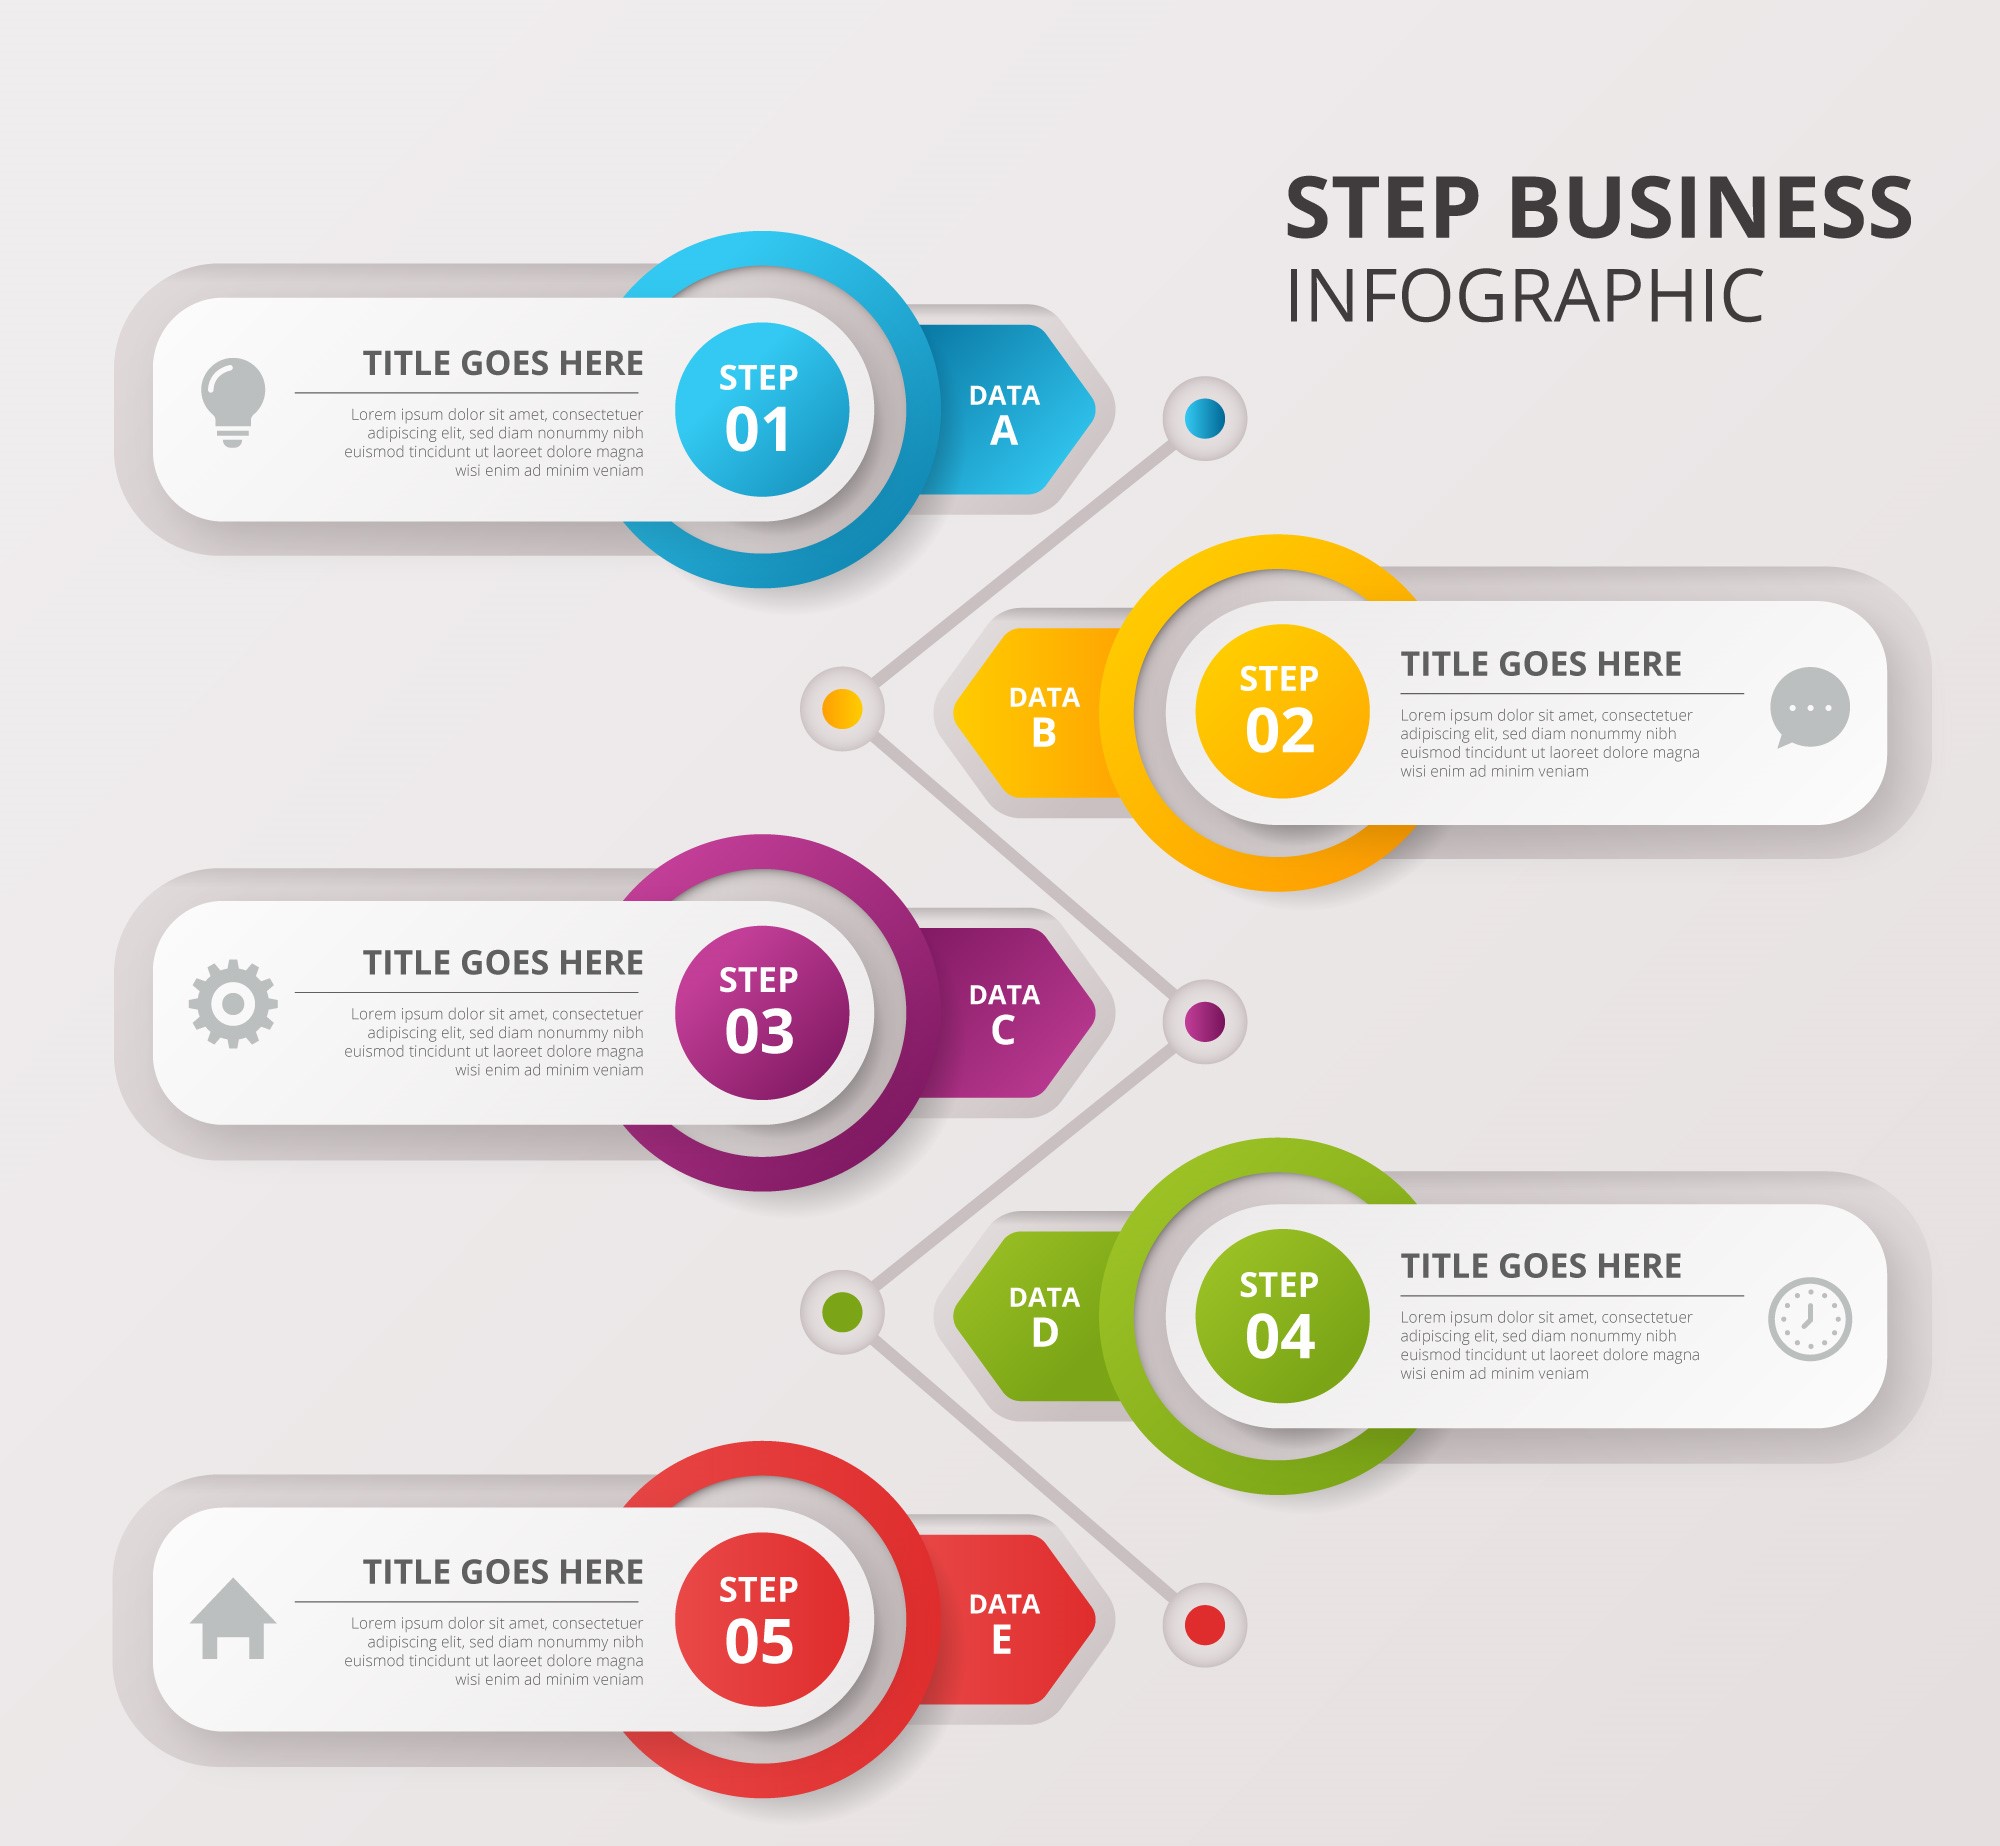 STEP BUSINESS
INFOGRAPHIC
TITLE GOES HERE
Lorem ipsum dolor sit amet, consectetuer
adipiscing elit, sed diam nonummy nibh
euismod tincidunt ut laoreet dolore magna
wisi enim ad minim veniam
STEP
01
DATA
A
DATA
B
STEP
02
TITLE GOES HERE
Lorem ipsum dolor sit amet, consectetuer
adipiscing elit, sed diam nonummy nibh
euismod tincidunt ut laoreet dolore magna
wisi enim ad minim veniam
TITLE GOES HERE
Lorem ipsum dolor sit amet, consectetuer
adipiscing elit, sed diam nonummy nibh
euismod tincidunt ut laoreet dolore magna
wisi enim ad minim veniam
STEP
03
DATA
C
DATA
D
STEP
04
TITLE GOES HERE
Lorem ipsum dolor sit amet, consectetuer
adipiscing elit, sed diam nonummy nibh
euismod tincidunt ut laoreet dolore magna
wisi enim ad minim veniam
TITLE GOES HERE
Lorem ipsum dolor sit amet, consectetuer
adipiscing elit, sed diam nonummy nibh
euismod tincidunt ut laoreet dolore magna
wisi enim ad minim veniam
STEP
05
DATA
E